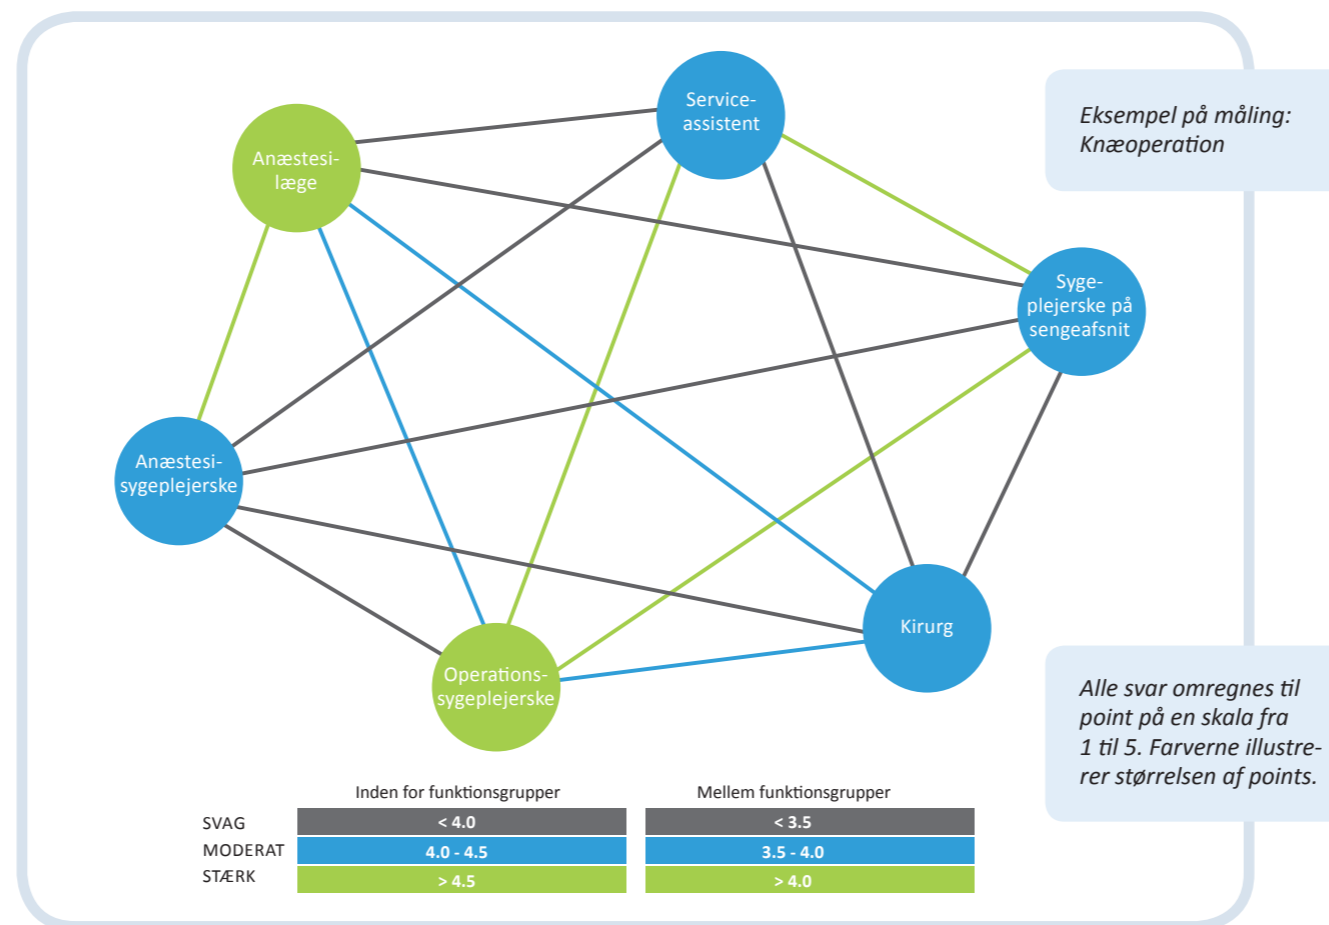 Service-
assistent
Eksempel på måling:
Knæoperation
Anæstesi-
læge
Syge-
plejerske på
sengeafsnit
Anæstesi-
sygeplejerske
Kirurg
Operations-
sygeplejerske
Alle svar omregnes til
point på en skala fra
1 til 5. Farverne illustre-
rer størrelsen af points.
Inden for funktionsgrupper
Mellem funktionsgrupper
SVAG < 4.0 < 3.5
MODERAT 4.0 - 4.5 3.5 - 4.0
STÆRK > 4.5 > 4.0